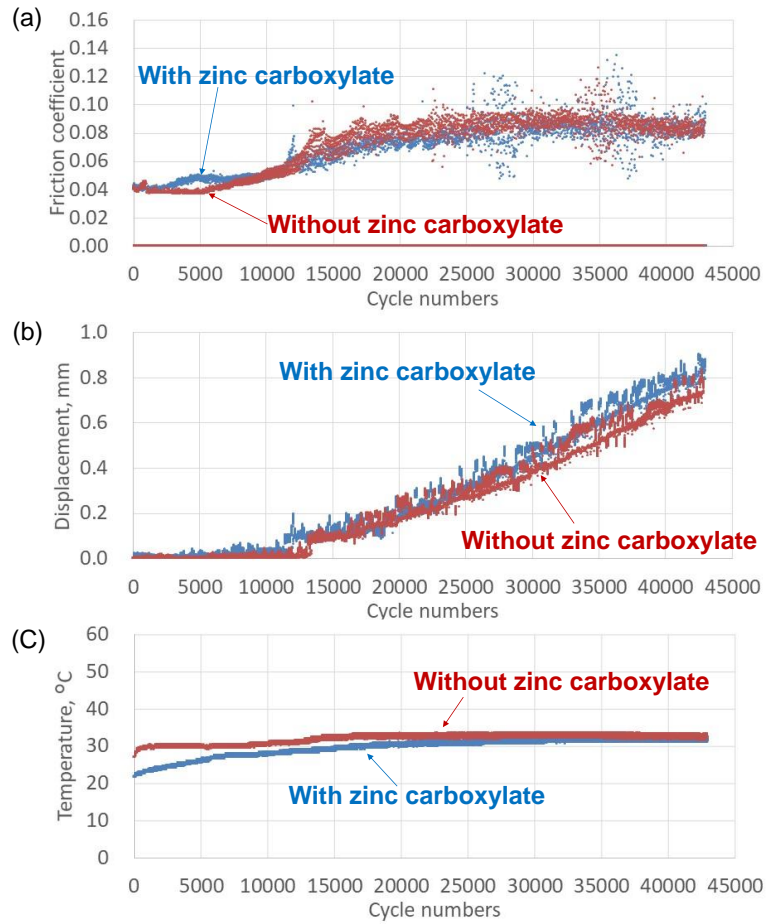 (a)
0.16
0.14
0.12
0.10
0.08
0.06
0.04
0.02
0.00
Friction coefficient
With zinc carboxylate
Without zinc carboxylate
0 5000 10000 15000 20000 25000 30000 35000 40000 45000
Cycle numbers
(b)
1.0
0.8
0.6
0.4
0.2
0.0
Displacement, mm
With zinc carboxylate
Without zinc carboxylate
0 5000 10000 15000 20000 25000 30000 35000 40000 45000
Cycle numbers
(C)
60
50
40
30
20
10
0
Temperature, ºC
Without zinc carboxylate
With zinc carboxylate
0 5000 10000 15000 20000 25000 30000 35000 40000 45000
Cycle numbers